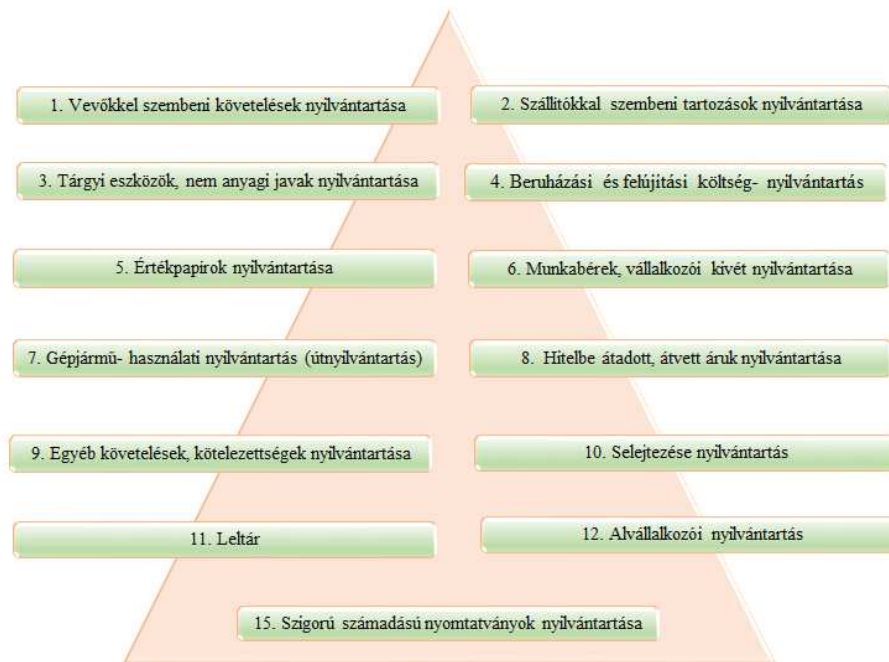 1. Vevőkkel szembeni követelések nyilvántartása
2. Szállítókkal szembeni tartozások nyilvántartása
3. Tárgyi eszközök, nem anyagi javak nyilvántartása
4. Beruházási és felújítási költség- nyilvántartás
5. Értékpapírok nyilvántartása
6. Munkabérek, vállalkozói kivét nyilvántartása
7. Gépjármű- használati nyilvántartás (útnyilvántartás)
8. Hitelbe átadott, átvett áruk nyilvántartása
9. Egyéb követelések, kötelezettségek nyilvántartása
10. Selejtezése nyilvántartás
11. Leltár
12. Alvállalkozói nyilvántartás
15. Szigorú számadású nyomtatványok nyilvántartása